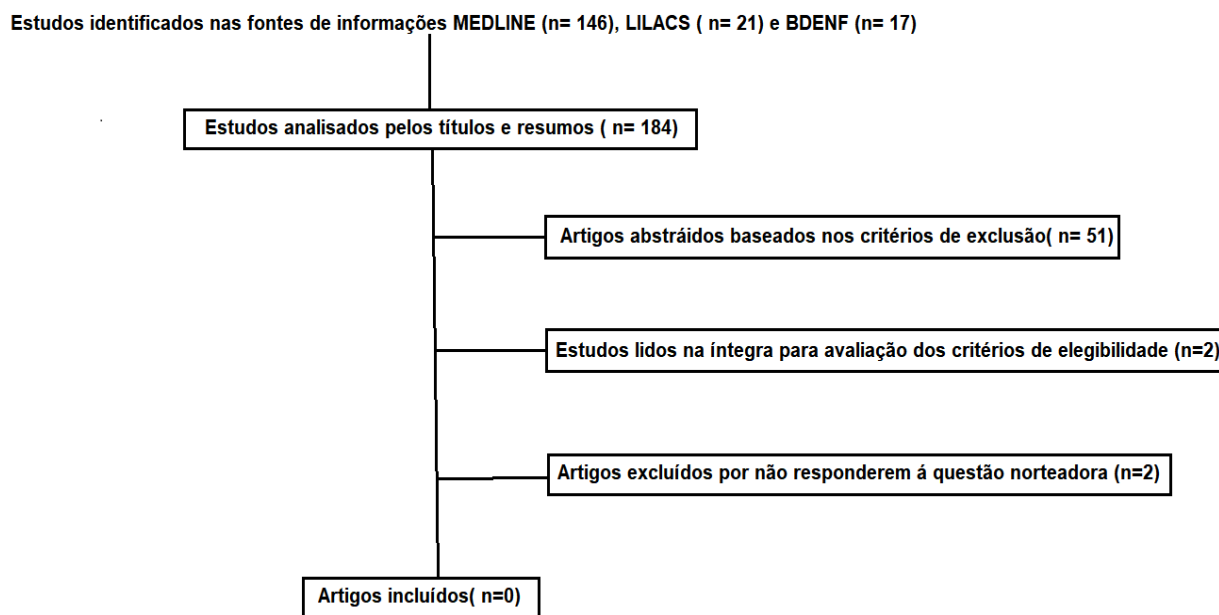 Estudos identificados nas fontes de informações MEDLINE (n= 146), LILACS ( n= 21) e BDENF (n= 17)
Estudos analisados pelos títulos e resumos ( n= 184)
Artigos abstráidos baseados nos critérios de exclusão( n= 51)
Estudos lidos na íntegra para avaliação dos critérios de elegibilidade (n=2)
Artigos excluídos por não responderem á questão norteadora (n=2)
Artigos incluídos( n=0)